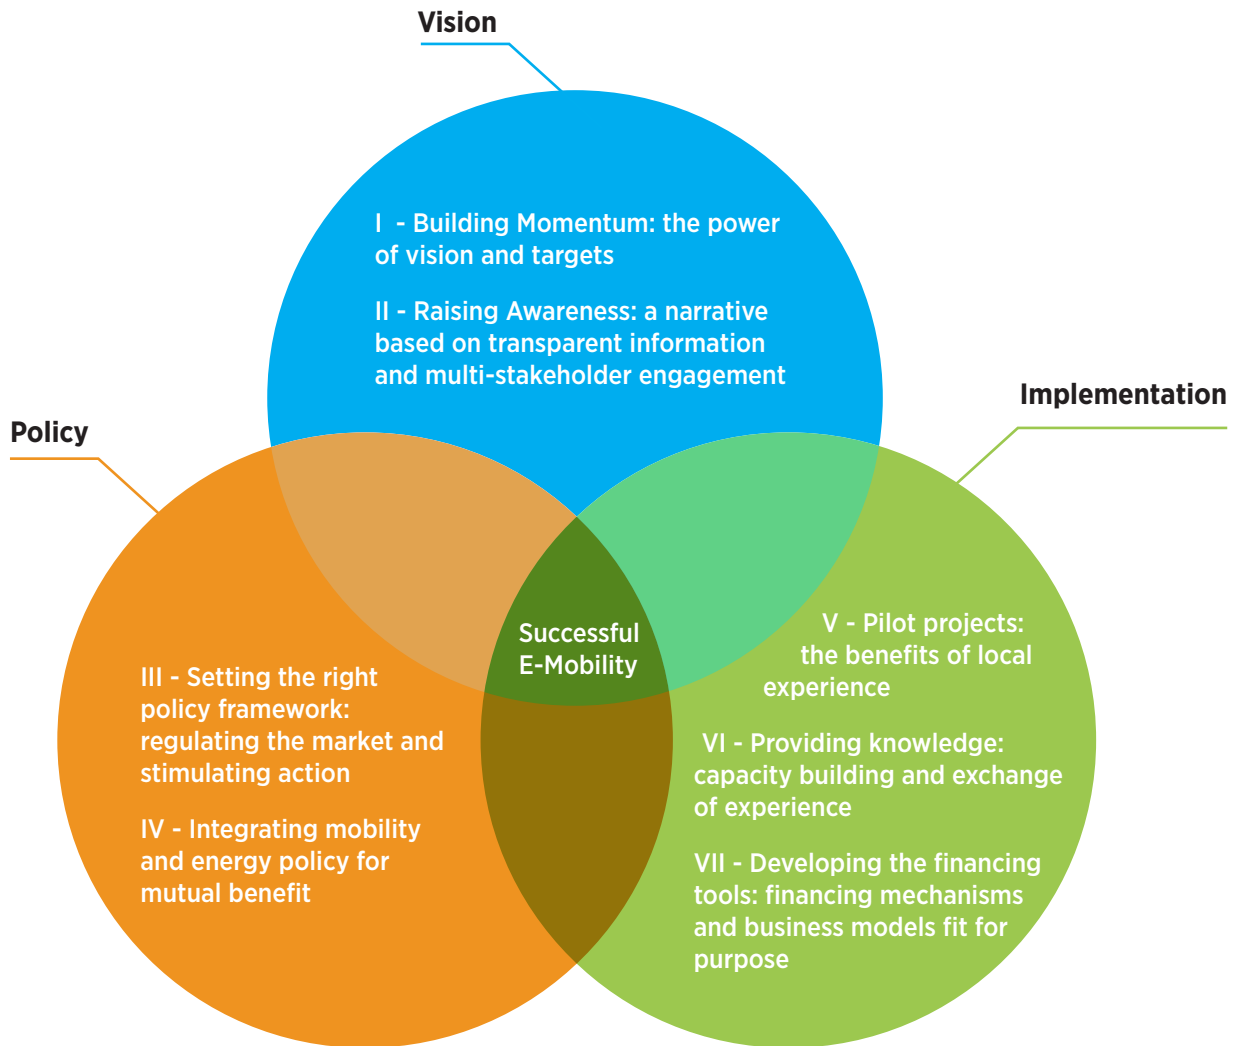 Vision
I - Building Momentum: the power
of vision and targets
II - Raising Awareness: a narrative
based on transparent information
and multi-stakeholder engagement
Implementation
Policy
Successful
E-Mobility
III - Setting the right
policy framework:
regulating the market and
stimulating action
IV - Integrating mobility
and energy policy for
mutual benefit
V - Pilot projects:
the benefits of local
experience
VI - Providing knowledge:
capacity building and exchange
of experience
VII - Developing the financing
tools: financing mechanisms
and business models fit for
purpose